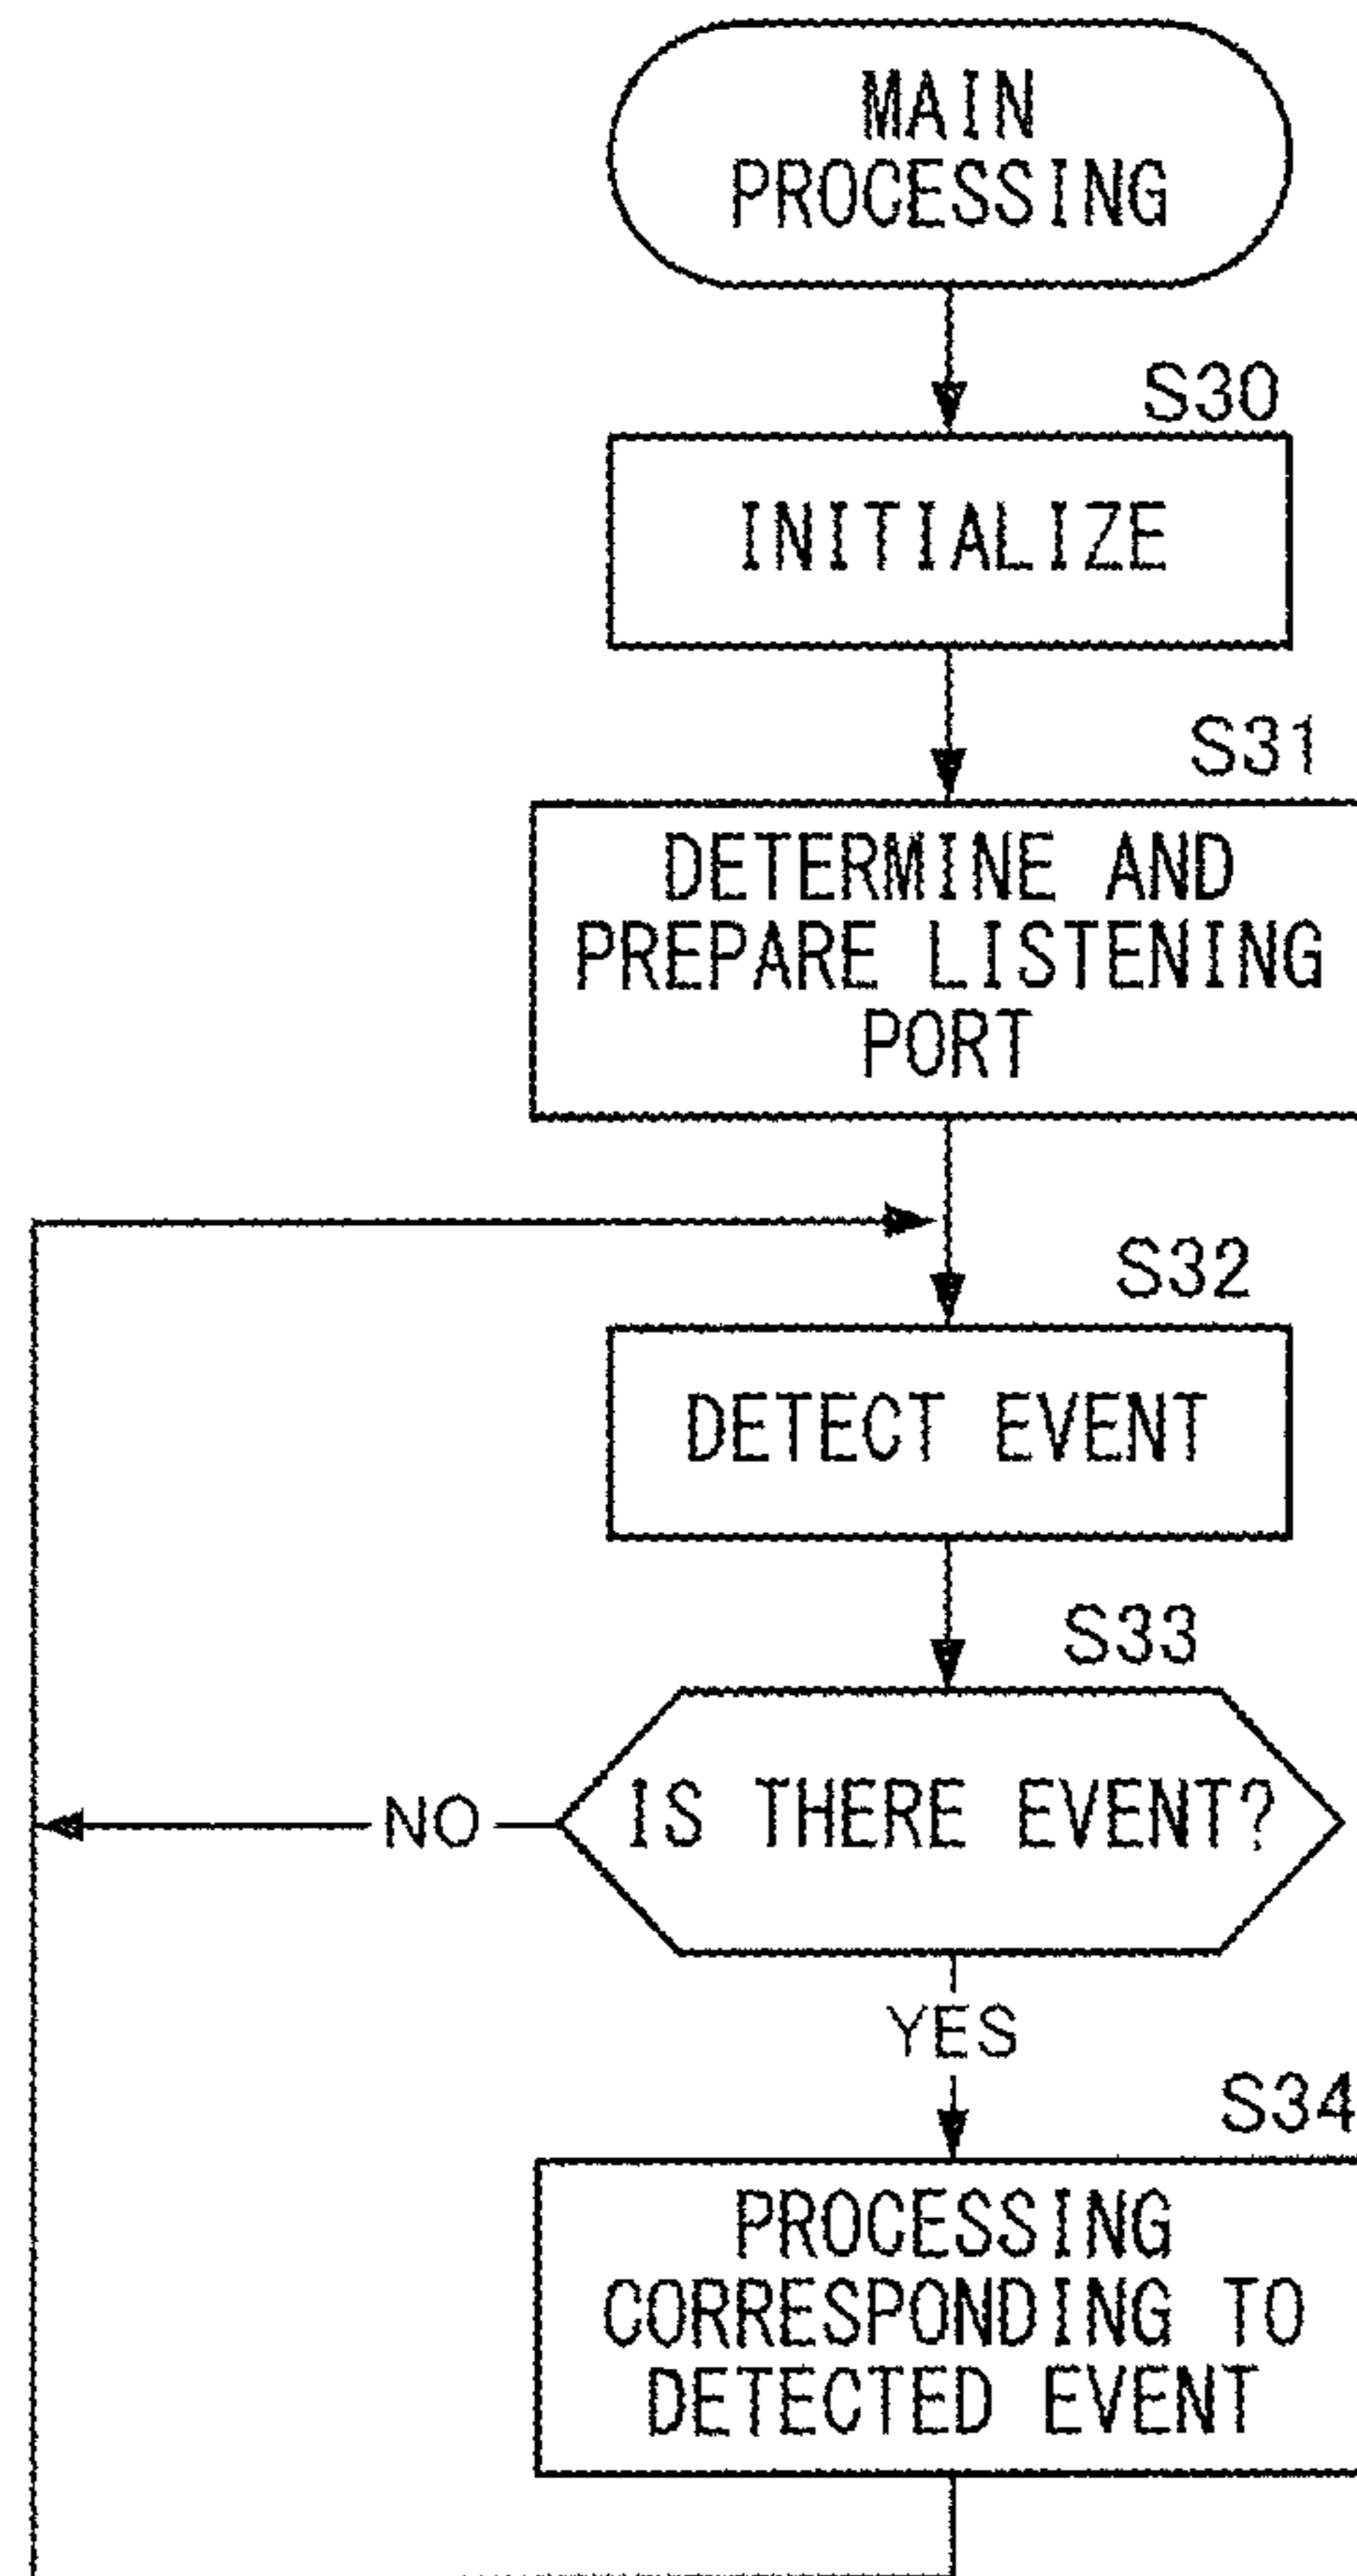 MAIN
PROCESSING
S30
INITIALIZE
S31
DETERMINE AND
PREPARE LISTENING
PORT
S32
DETECT EVENT
S33
IS THERE EVENT?
NO
YES
S34
PROCESSING
CORRESPONDING TO
DETECTED EVENT